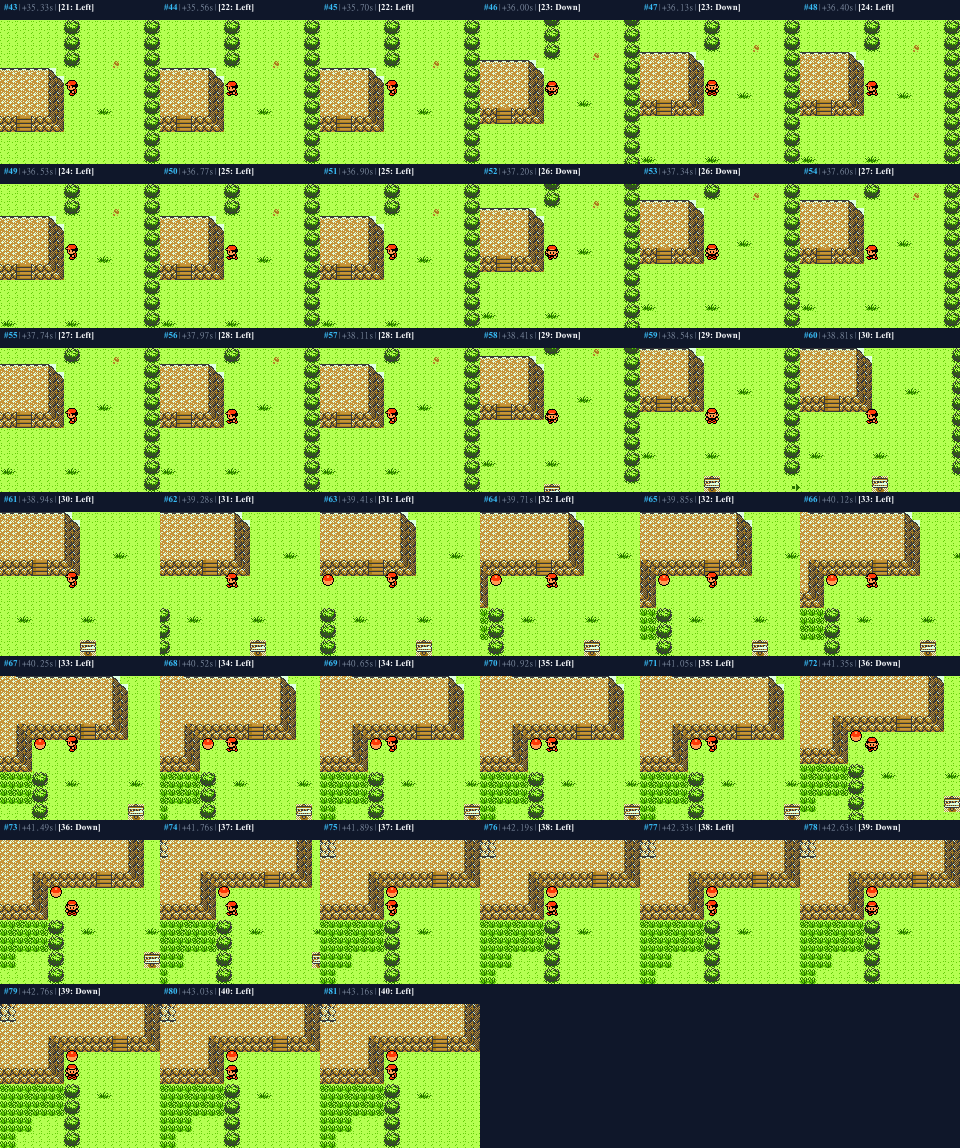 #43|+35.33s| [21: Left]
#44|+35.56s| [22: Left]
#45|+35.70s| [22: Left]
#46|+36.00s| [23: Down]
#47|+36.13s| [23: Down]
#48|+36.40s| [24: Left]
#49|+36.53s| [24: Left]
#50|+36.77s| [25: Left]
#51|+36.90s| [25: Left]
#52|+37.20s| [26: Down]
#53|+37.34s| [26: Down]
#54|+37.60s| [27: Left]
#55|+37.74s| [27: Left]
#56|+37.97s| [28: Left]
#57|+38.11s| [28: Left]
#58|+38.41s| [29: Down]
#59|+38.54s| [29: Down]
#60|+38.81s| [30: Left]
#61|+38.94s| [30: Left]
#62|+39.28s| [31: Left]
#63|+39.41s| [31: Left]
#64|+39.71s| [32: Left]
#65|+39.85s| [32: Left]
#66|+40.12s| [33: Left]
#67|+40.25s| [33: Left]
#68|+40.52s| [34: Left]
#69|+40.65s| [34: Left]
#70|+40.92s| [35: Left]
#71|+41.05s| [35: Left]
#72|+41.35s| [36: Down]
#73|+41.49s| [36: Down]
#74|+41.76s| [37: Left]
#75|+41.89s| [37: Left]
#76|+42.19s| [38: Left]
#77|+42.33s| [38: Left]
#78|+42.63s| [39: Down]
#79|+42.76s| [39: Down]
#80|+43.03s| [40: Left]
#81|+43.16s| [40: Left]